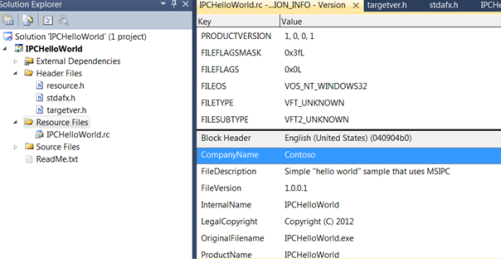 Solution Explorer
Solution 'IPCHelloWorld' (1 project)
IPCHelloWorld
External Dependencies
Header Files
resource.h
stdafx.h
targetver.h
Resource Files
IPCHelloWorld.rc
Source Files
ReadMe.txt
IPCHelloWorld.rc - ...ION_INFO - Version
targetver.h
stdafx.h
IPCHe
Key Value
PRODUCTVERSION 1, 0, 0, 1
FILEFLAGSMASK 0x3fL
FILEFLAGS 0x0L
FILEOS VOS_NT_WINDOWS32
FILETYPE VFT_UNKNOWN
FILESUBTYPE VFT2_UNKNOWN
Block Header English (United States) (040904b0)
CompanyName Contoso
FileDescription Simple "hello world" sample that uses MSIPC
FileVersion 1.0.0.1
InternalName IPCHelloWorld
LegalCopyright Copyright (C) 2012
OriginalFilename IPCHelloWorld.exe
ProductName IPCHelloWorld